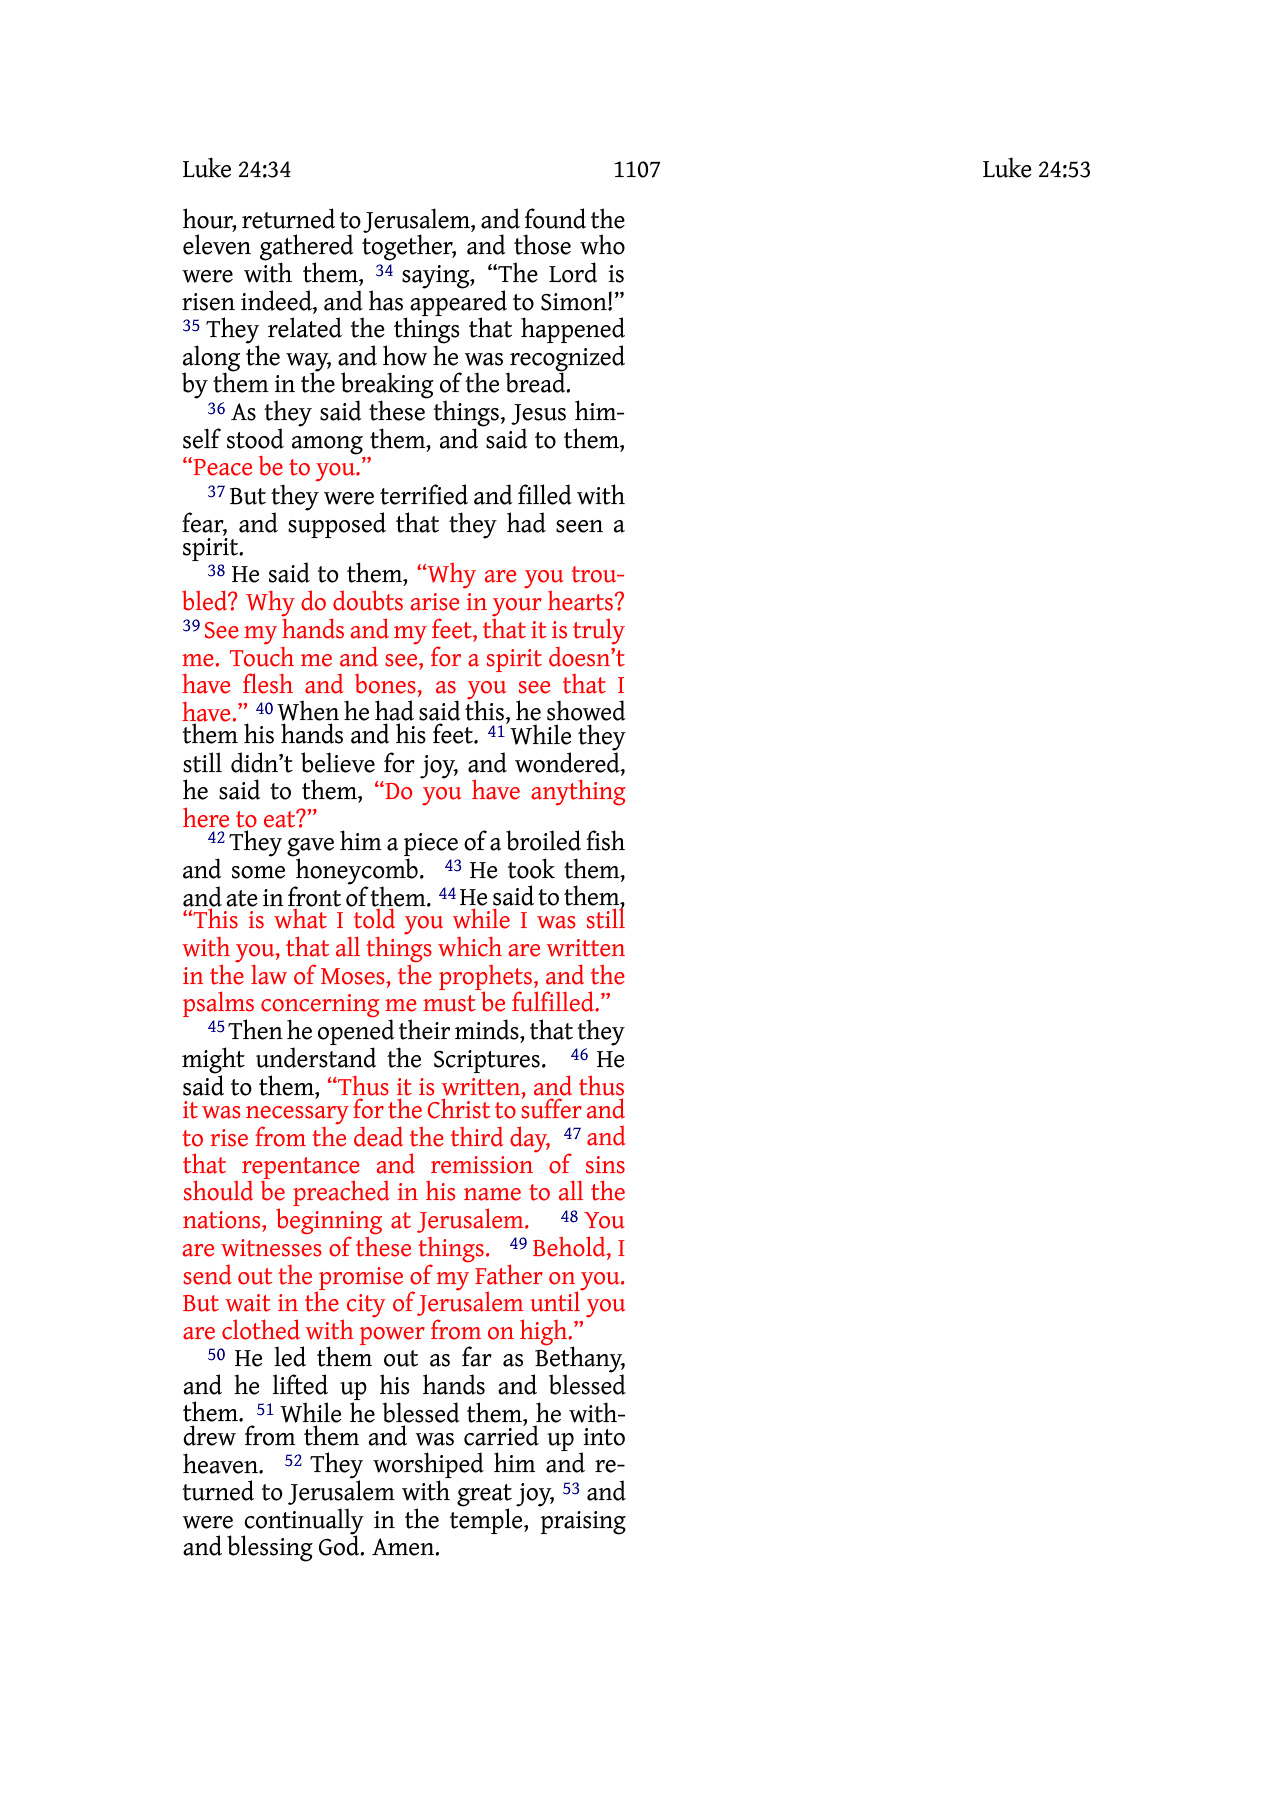 Luke 24:34 1107 Luke 24:53
hour, returned to Jerusalem, and found the
eleven gathered together, and those who
were with them, 34 saying, “The Lord is
risen indeed, and has appeared to Simon!”
35 They related the things that happened
along the way, and how he was recognized
by them in the breaking of the bread.
36 As they said these things, Jesus him-
self stood among them, and said to them,
“Peace be to you.”
37 But they were terrified and filled with
fear, and supposed that they had seen a
spirit.
38 He said to them, “Why are you trou-
bled? Why do doubts arise in your hearts?
39 See my hands and my feet, that it is truly
me. Touch me and see, for a spirit doesn’t
have flesh and bones, as you see that I
have.” 40 When he had said this, he showed
them his hands and his feet. 41 While they
still didn’t believe for joy, and wondered,
he said to them, “Do you have anything
here to eat?”
42 They gave him a piece of a broiled fish
and some honeycomb. 43 He took them,
and ate in front of them. 44 He said to them,
“This is what I told you while I was still
with you, that all things which are written
in the law of Moses, the prophets, and the
psalms concerning me must be fulfilled.”
45 Then he opened their minds, that they
might understand the Scriptures. 46 He
said to them, “Thus it is written, and thus
it was necessary for the Christ to suffer and
to rise from the dead the third day, 47 and
that repentance and remission of sins
should be preached in his name to all the
nations, beginning at Jerusalem. 48 You
are witnesses of these things. 49 Behold, I
send out the promise of my Father on you.
But wait in the city of Jerusalem until you
are clothed with power from on high.”
50 He led them out as far as Bethany,
and he lifted up his hands and blessed
them. 51 While he blessed them, he with-
drew from them and was carried up into
heaven. 52 They worshiped him and re-
turned to Jerusalem with great joy, 53 and
were continually in the temple, praising
and blessing God. Amen.